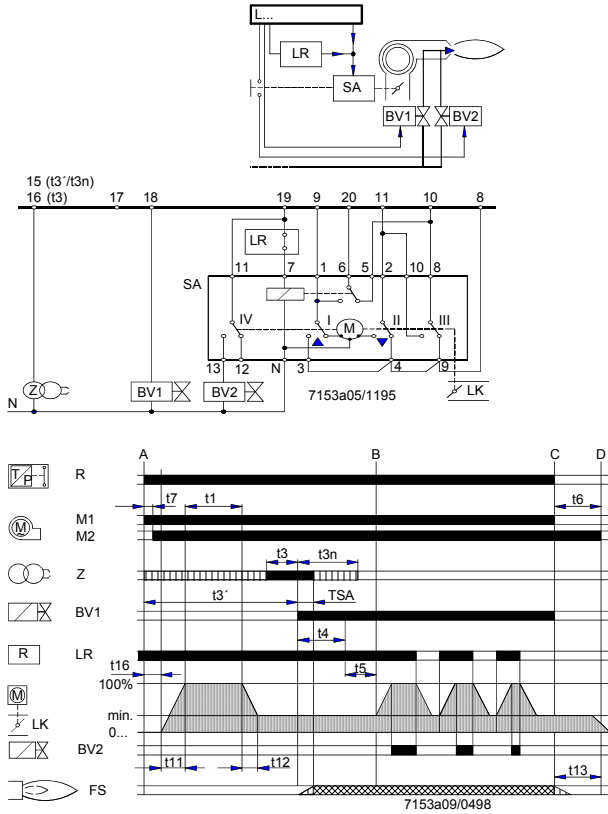 L...
LR
SA
BV1
BV2
15 (t3´/t3n)
16 (t3) 17 18 19 9 20 11 10 8
LR
11 7 1 6 5 2 10 8
SA
IV I M II III
13 12 N 3 4 9
Z BV1 BV2 7153a05/1195 LK
N
A B C D
T P R
t7 t1 t6
M M1
M2
t3 t3n
Z
t3´ TSA
BV1
t4
R LR
t16 t5
100%
M
min.
LK
0...
BV2
t11 t12 t13
FS
7153a09/0498